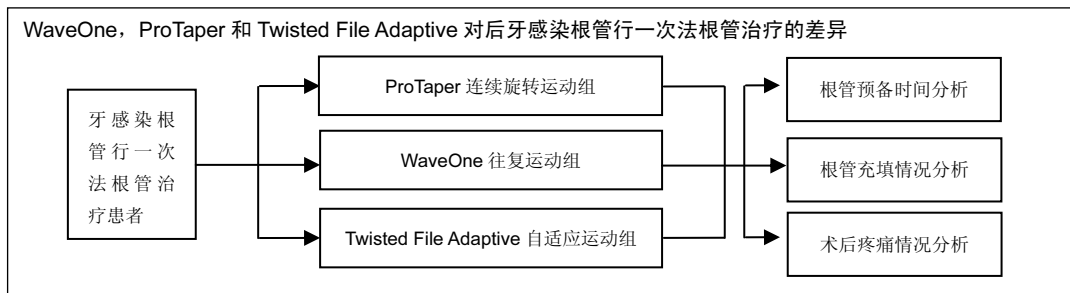 WaveOne，ProTaper 和 Twisted File Adaptive 对后牙感染根管行一次法根管治疗的差异
牙感染根
管行一次
法根管治
疗患者
ProTaper 连续旋转运动组
WaveOne 往复运动组
Twisted File Adaptive 自适应运动组
根管预备时间分析
根管充填情况分析
术后疼痛情况分析